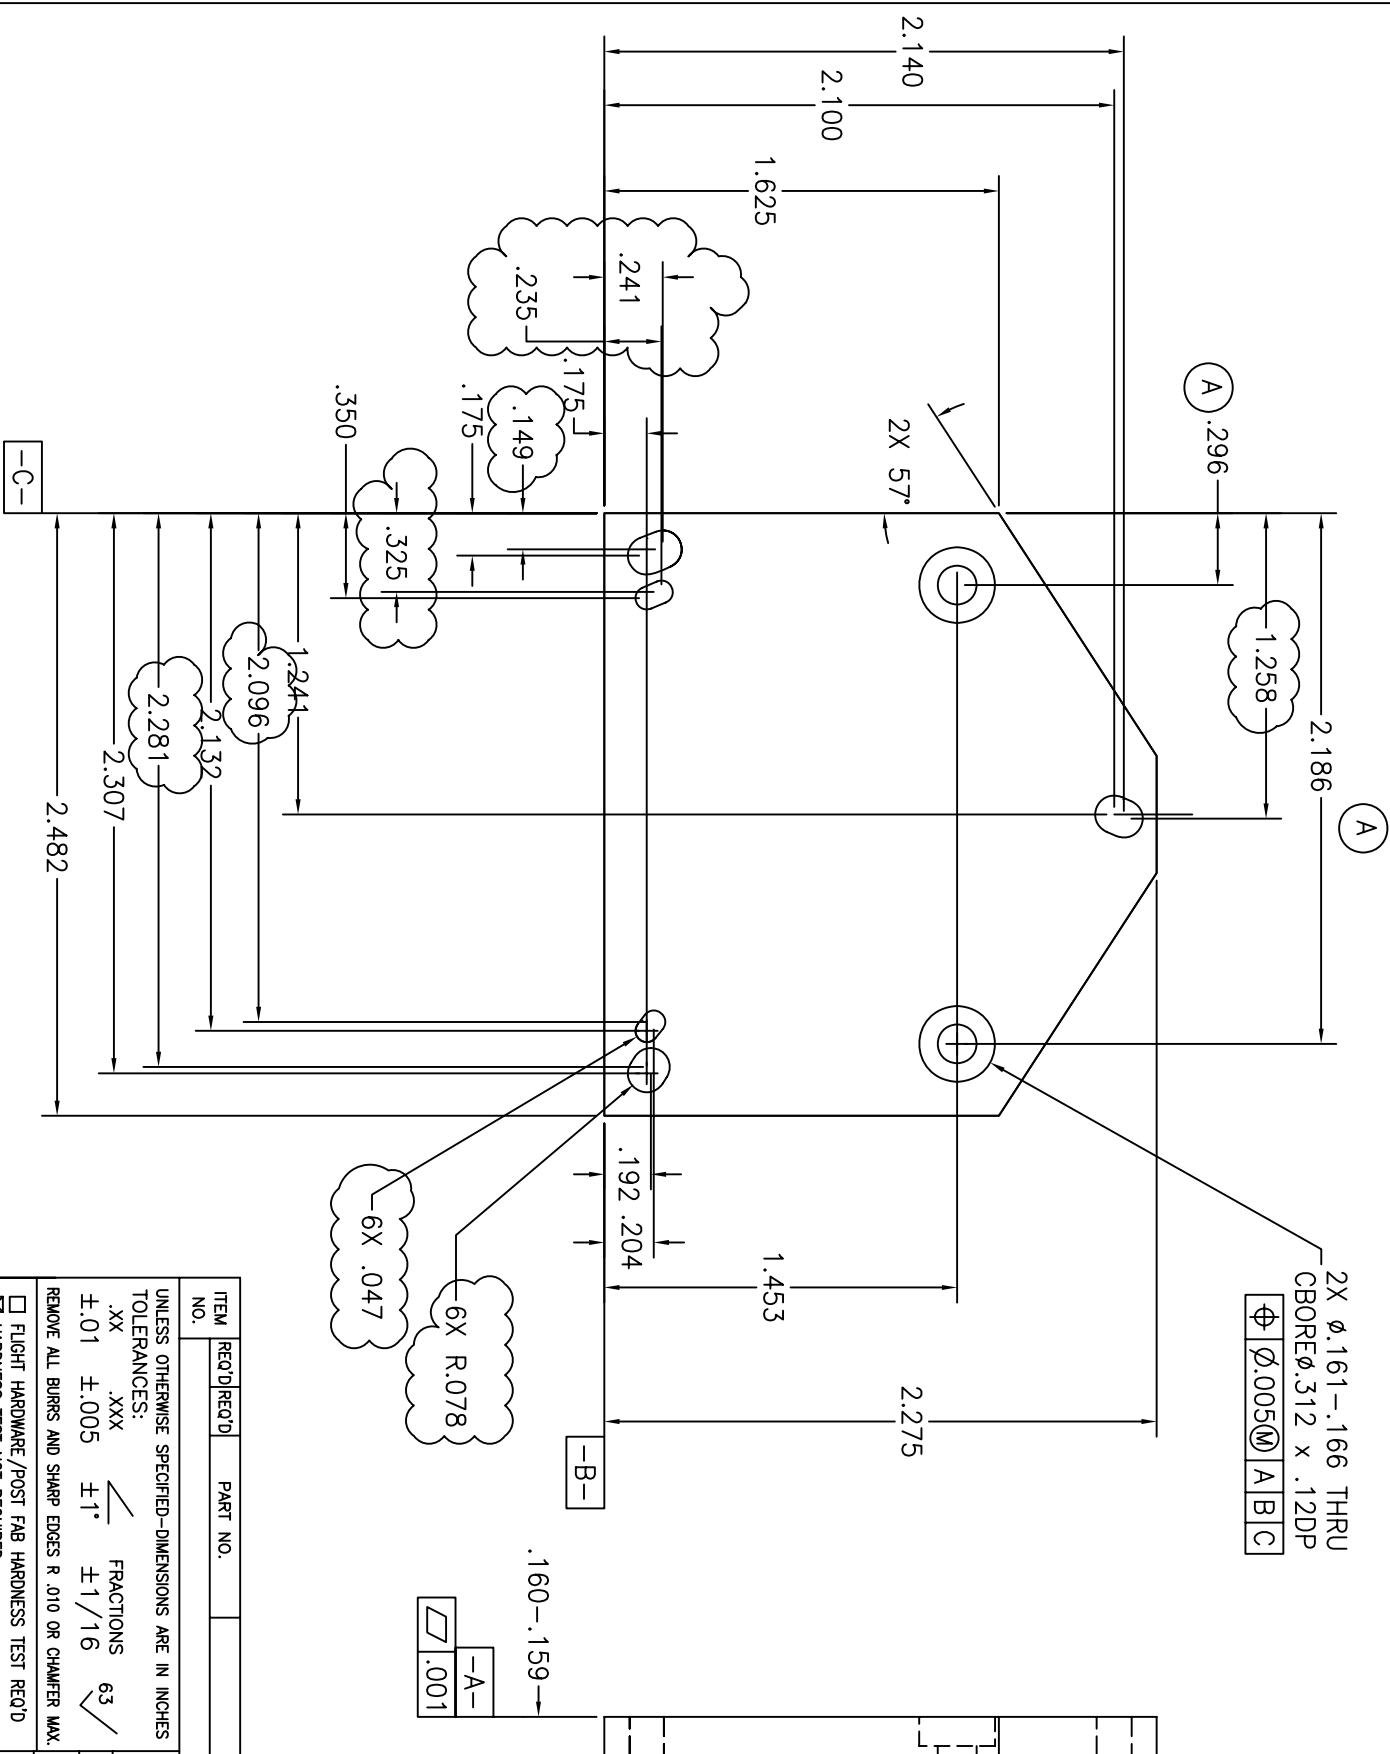 2.140
2.100
1.625
.241
.235
.175
.149
.175
.350
.325
-C-
2X 57°
A
.296
1.258
2.186
A
1.241
2.096
2.132
2.281
2.307
2.482
.192 .204
6X .047
6X R.078
1.453
2.275
2X Ø.161-.166 THRU
CBOREØ.312 x .12DP
⌖ Ø.005Ⓜ A B C
-B-
.160-.159
-A-
⏥ .001
ITEM NO. REQ'D REQ'D PART NO.
UNLESS OTHERWISE SPECIFIED-DIMENSIONS ARE IN INCHES
TOLERANCES:
.XX .XXX FRACTIONS
±.01 ±.005 ±1° ±1/16 63
REMOVE ALL BURRS AND SHARP EDGES R .010 OR CHAMFER MAX.
FLIGHT HARDWARE/POST FAB HARDNESS TEST REQ'D